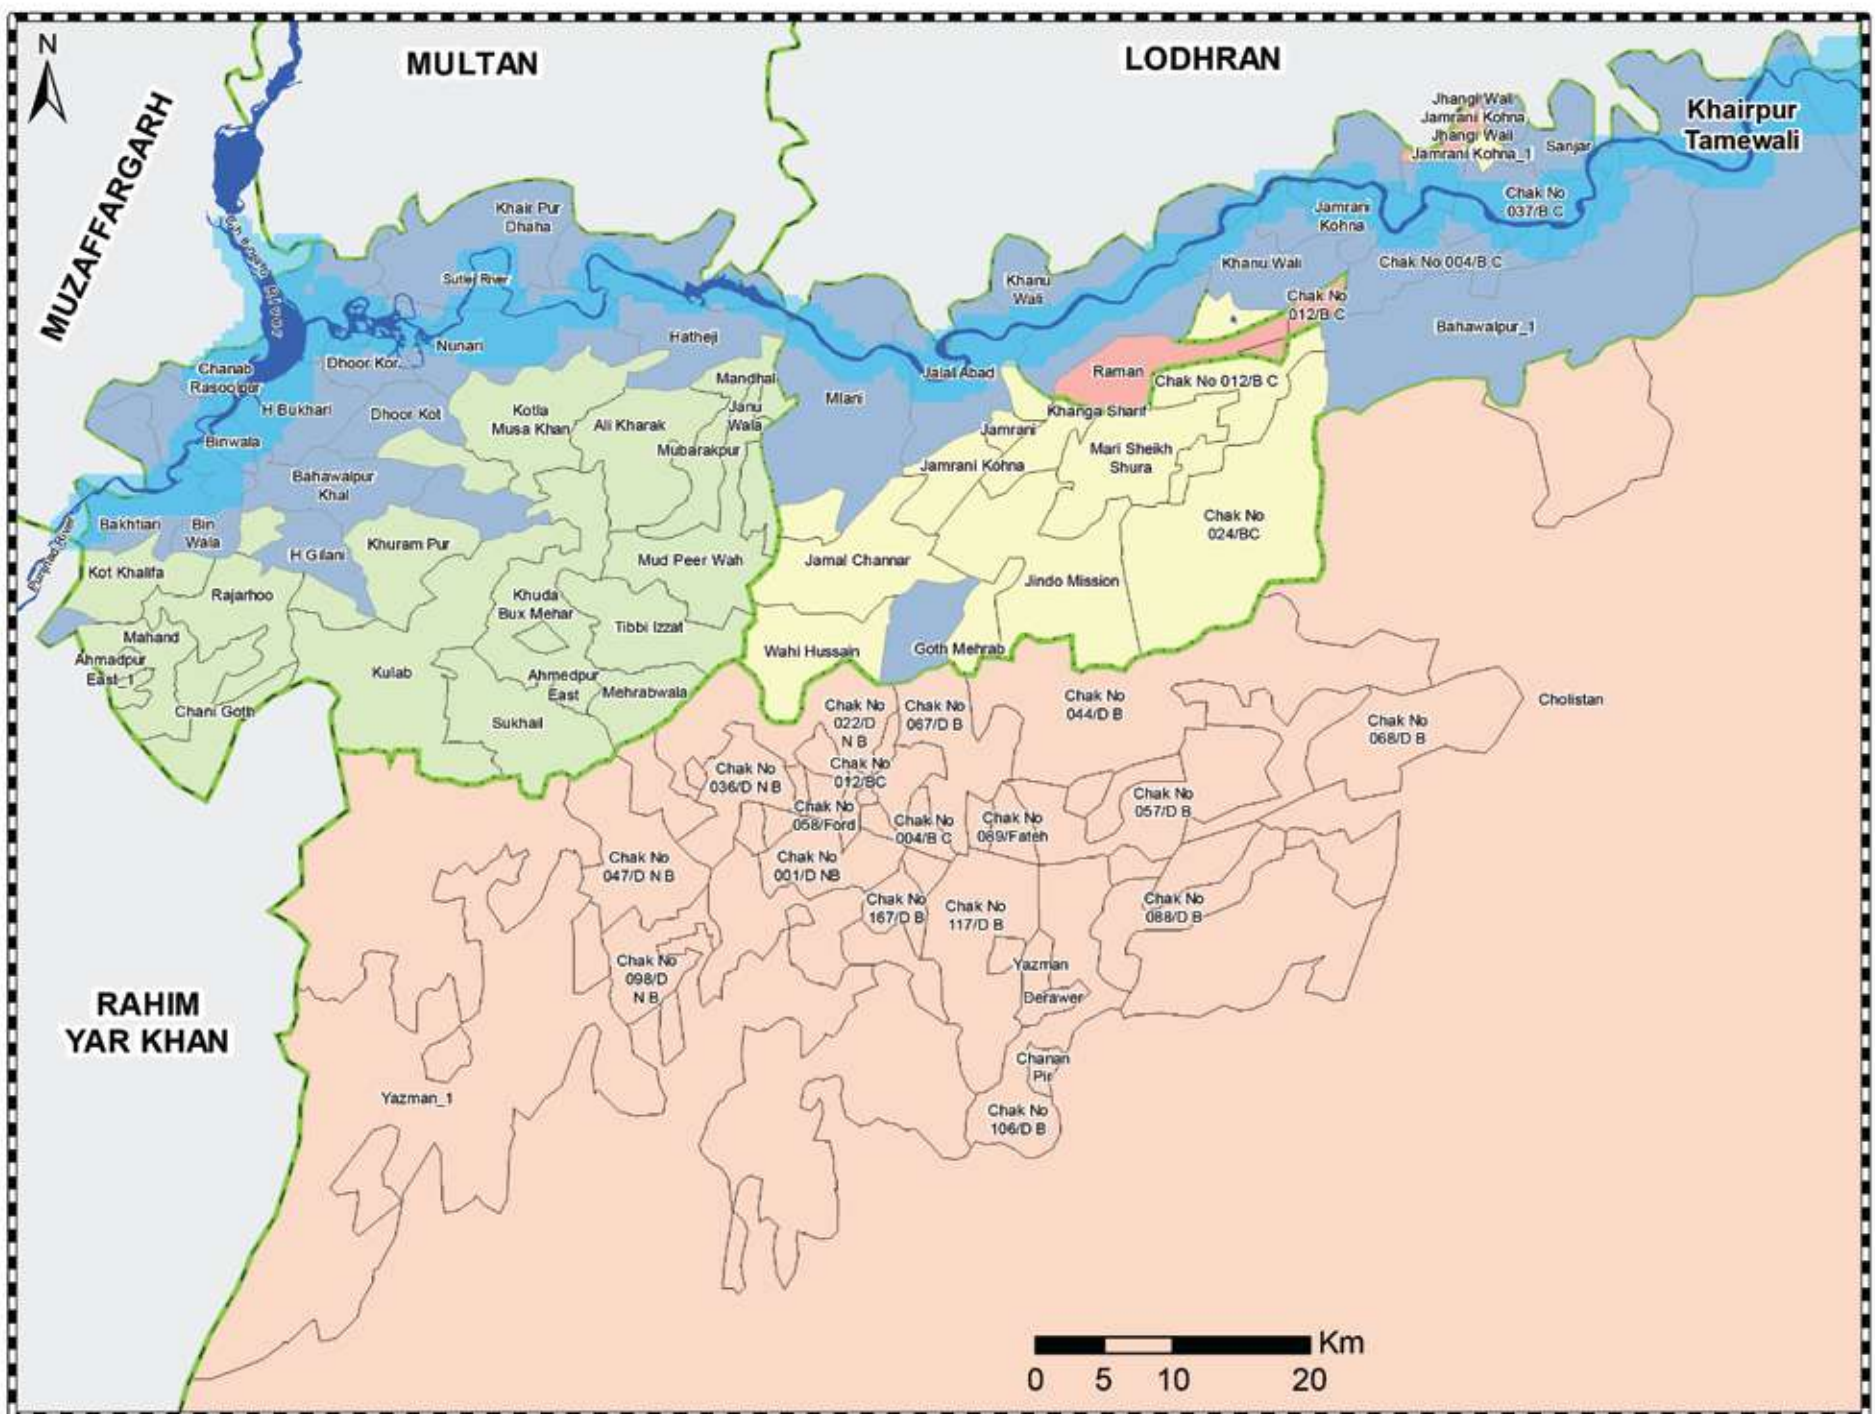 N
MULTAN
LODHRAN
MUZAFFARGARH
Khairpur
Tamewali
Jhangi Wali
Jamrani Kohna
Jhangi Wali
Jamrani Kohna_1
Sanjar
Chak No
037/B C
Khair Pur
Dhaha
Jamrani
Kohna
Sutlej River
Khanu
Wali
Khanu Wali
Chak No 004/B C
Chak No
012/B C
Bahawalpur_1
Hatheji
Nunari
Dhoor Kor
Chanab
Rasoolpur
Jalal Abad
Raman
Chak No 012/B C
Mandhal
Mlani
H Bukhari
Dhoor Kot
Kotla
Musa Khan
Ali Kharak
Janu
Wala
Khanga Sharif
Jamrani
Binwala
Mubarakpur
Mari Sheikh
Shura
Jamrani Kohna
Bahawalpur
Khal
Bakhtiari
Bin
Wala
Chak No
024/BC
Punjnad River
H Gilani
Khuram Pur
Mud Peer Wah
Jamal Channar
Kot Khalifa
Rajarhoo
Jindo Mission
Khuda
Bux Mehar
Tibbi Izzat
Mahand
Wahi Hussain
Goth Mehrab
Ahmadpur
East_1
Kulab
Ahmedpur
East
Mehrabwala
Chani Goth
Sukhail
Chak No
022/D
N B
Chak No
067/D B
Chak No
044/D B
Cholistan
Chak No
068/D B
Chak No
036/D N B
Chak No
012/BC
Chak No
058/Ford
Chak No
004/B C
Chak No
069/Fateh
Chak No
057/D B
Chak No
047/D N B
Chak No
001/D NB
Chak No
167/D B
Chak No
117/D B
Chak No
088/D B
Chak No
098/D
N B
Yazman
Derawer
RAHIM
YAR KHAN
Chanan
Pir
Yazman_1
Chak No
106/D B
Km
0 5 10 20